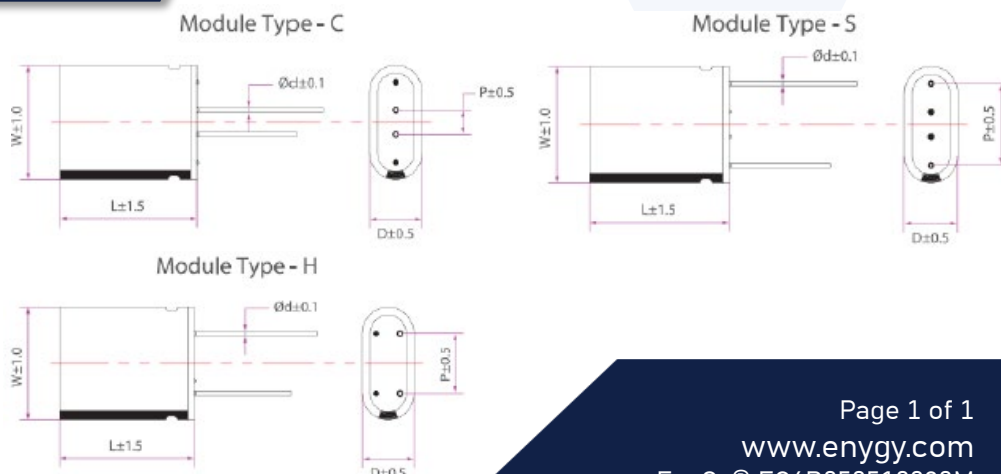 Module Type - C
Ød±0.1
P±0.5
W±1.0
L±1.5
D±0.5
Module Type - S
Ød±0.1
P±0.5
W±1.0
L±1.5
D±0.5
Module Type - H
Ød±0.1
P±0.5
W±1.0
L±1.5
D±0.5
Page 1 of 1
www.enygy.com